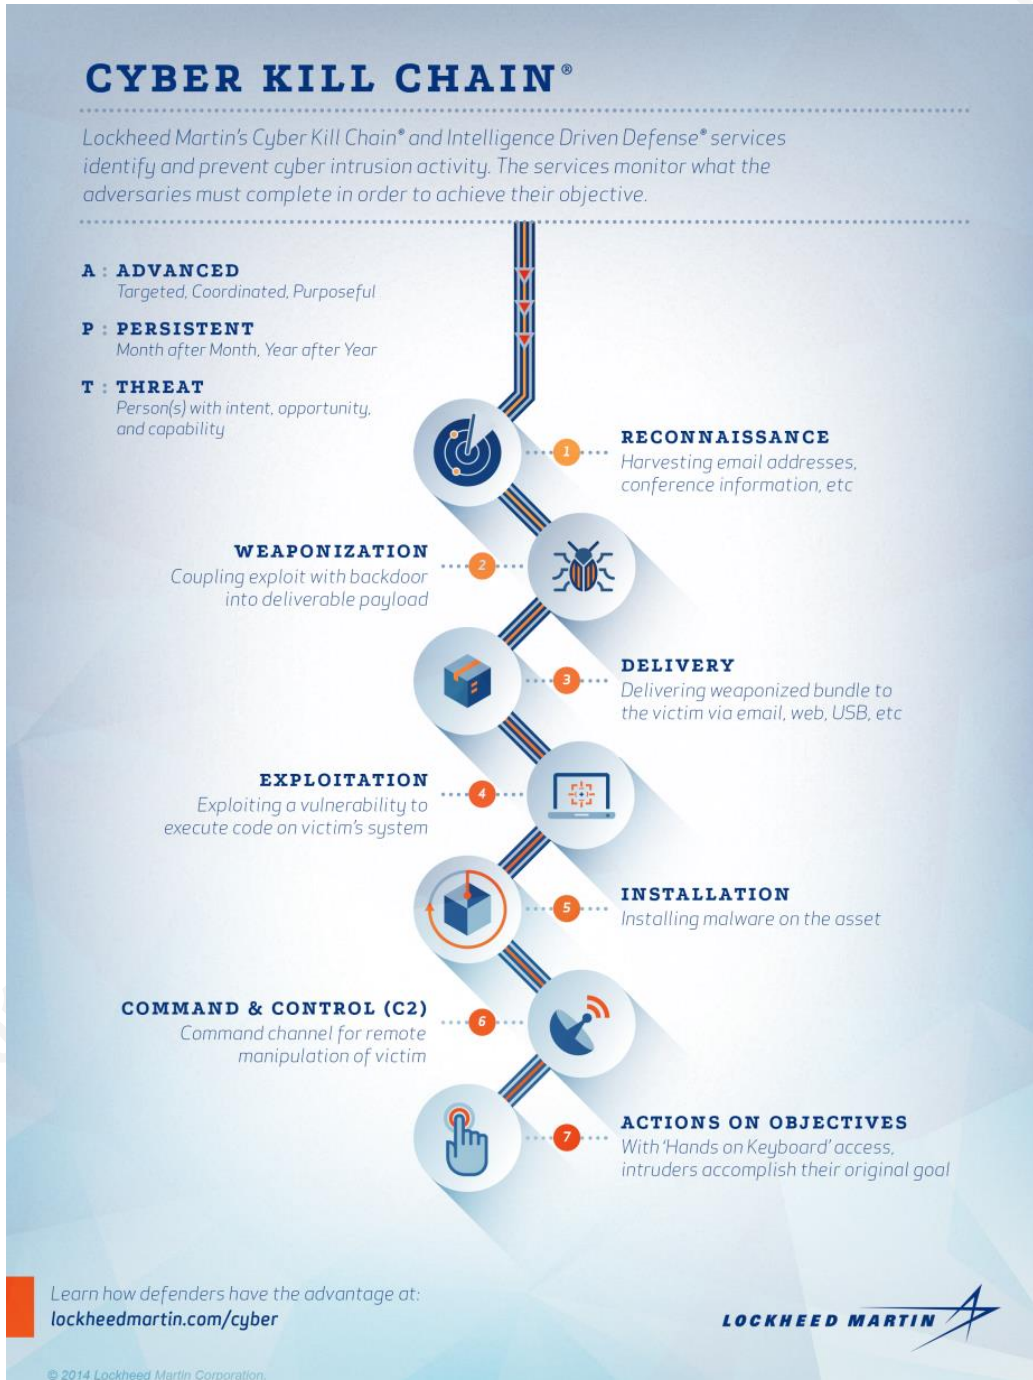 CYBER KILL CHAIN®
Lockheed Martin's Cyber Kill Chain® and Intelligence Driven Defense® services
identify and prevent cyber intrusion activity. The services monitor what the
adversaries must complete in order to achieve their objective.
A : ADVANCED
Targeted, Coordinated, Purposeful
P : PERSISTENT
Month after Month, Year after Year
T : THREAT
Person(s) with intent, opportunity,
and capability
1
RECONNAISSANCE
Harvesting email addresses,
conference information, etc
WEAPONIZATION
Coupling exploit with backdoor
into deliverable payload
2
3
DELIVERY
Delivering weaponized bundle to
the victim via email, web, USB, etc
EXPLOITATION
Exploiting a vulnerability to
execute code on victim's system
4
5
INSTALLATION
Installing malware on the asset
COMMAND & CONTROL (C2)
Command channel for remote
manipulation of victim
6
7
ACTIONS ON OBJECTIVES
With 'Hands on Keyboard' access,
intruders accomplish their original goal
Learn how defenders have the advantage at:
lockheedmartin.com/cyber
LOCKHEED MARTIN
© 2014 Lockheed Martin Corporation.